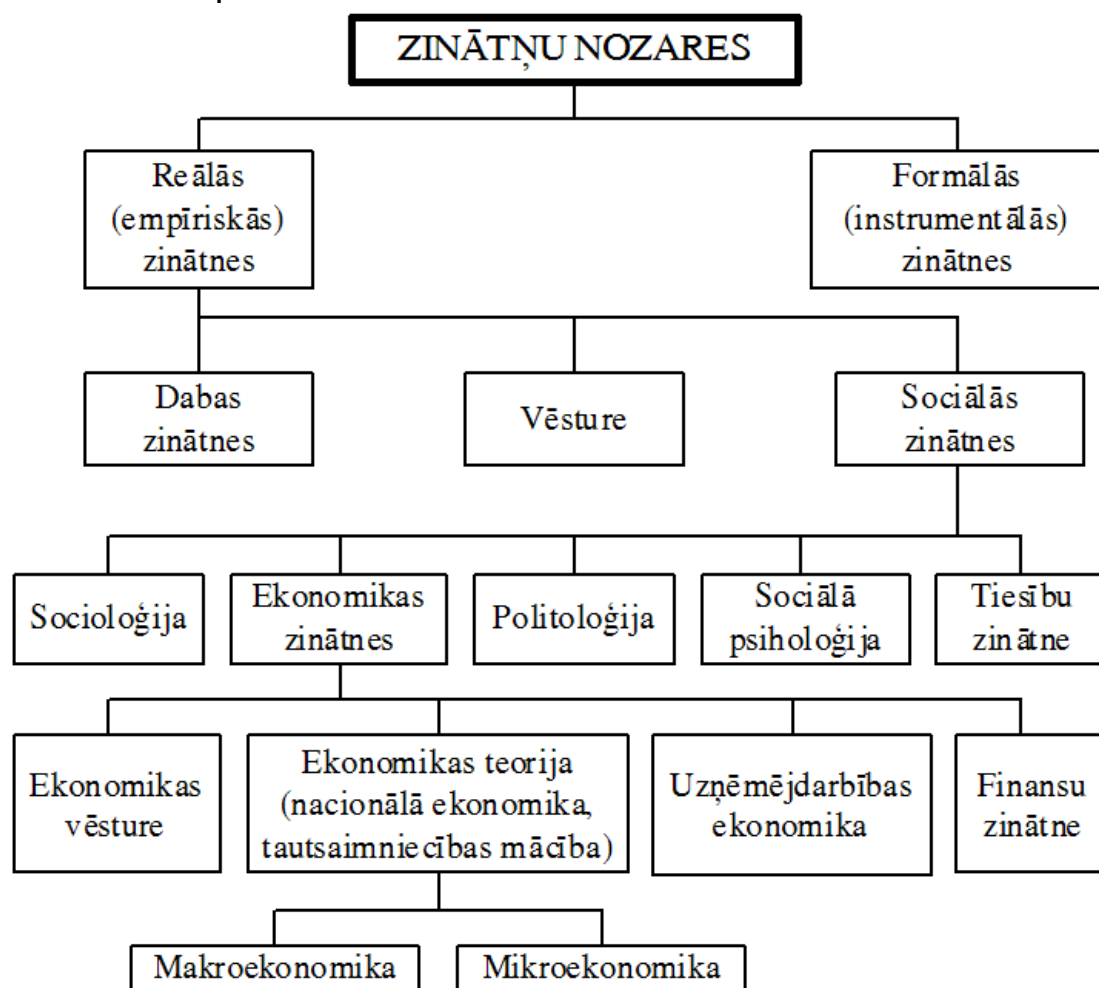 ZINĀTŅU NOZARES
Reālās
(empīriskās)
zinātnes
Formālās
(instrumentālās)
zinātnes
Dabas
zinātnes
Vēsture
Sociālās
zinātnes
Socioloģija
Ekonomikas
zinātnes
Politoloģija
Sociālā
psiholoģija
Tiesību
zinātne
Ekonomikas
vēsture
Ekonomikas teorija
(nacionālā ekonomika,
tautsaimniecības mācība)
Uzņēmējdarbības
ekonomika
Finansu
zinātne
Makroekonomika
Mikroekonomika